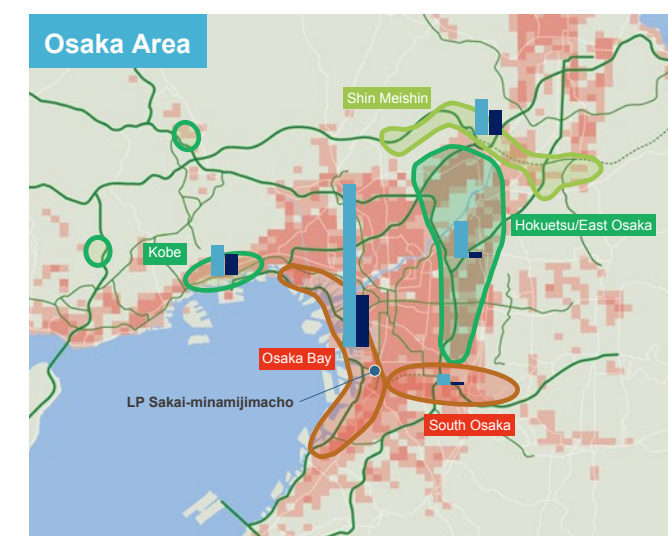 Osaka Area
Shin Meishin
Hokuetsu/East Osaka
Kobe
Osaka Bay
LP Sakai-minamijimacho
South Osaka